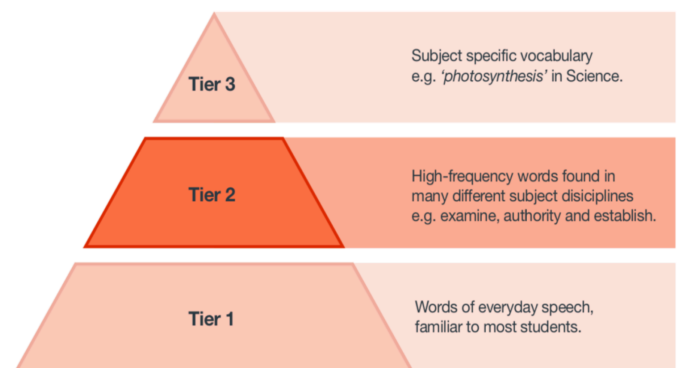 Tier 3
Subject specific vocabulary
e.g. ‘photosynthesis’ in Science.
Tier 2
High-frequency words found in
many different subject disiciplines
e.g. examine, authority and establish.
Tier 1
Words of everyday speech,
familiar to most students.